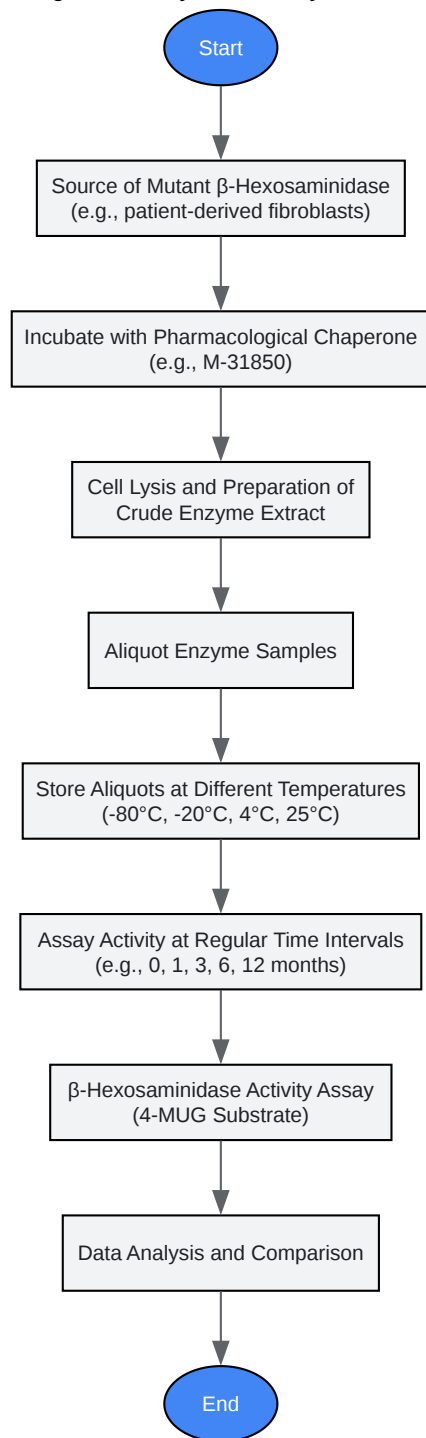 Start
Source of Mutant β-Hexosaminidase
(e.g., patient-derived fibroblasts)
Incubate with Pharmacological Chaperone
(e.g., M-31850)
Cell Lysis and Preparation of
Crude Enzyme Extract
Aliquot Enzyme Samples
Store Aliquots at Different Temperatures
(-80°C, -20°C, 4°C, 25°C)
Assay Activity at Regular Time Intervals
(e.g., 0, 1, 3, 6, 12 months)
β-Hexosaminidase Activity Assay
(4-MUG Substrate)
Data Analysis and Comparison
End